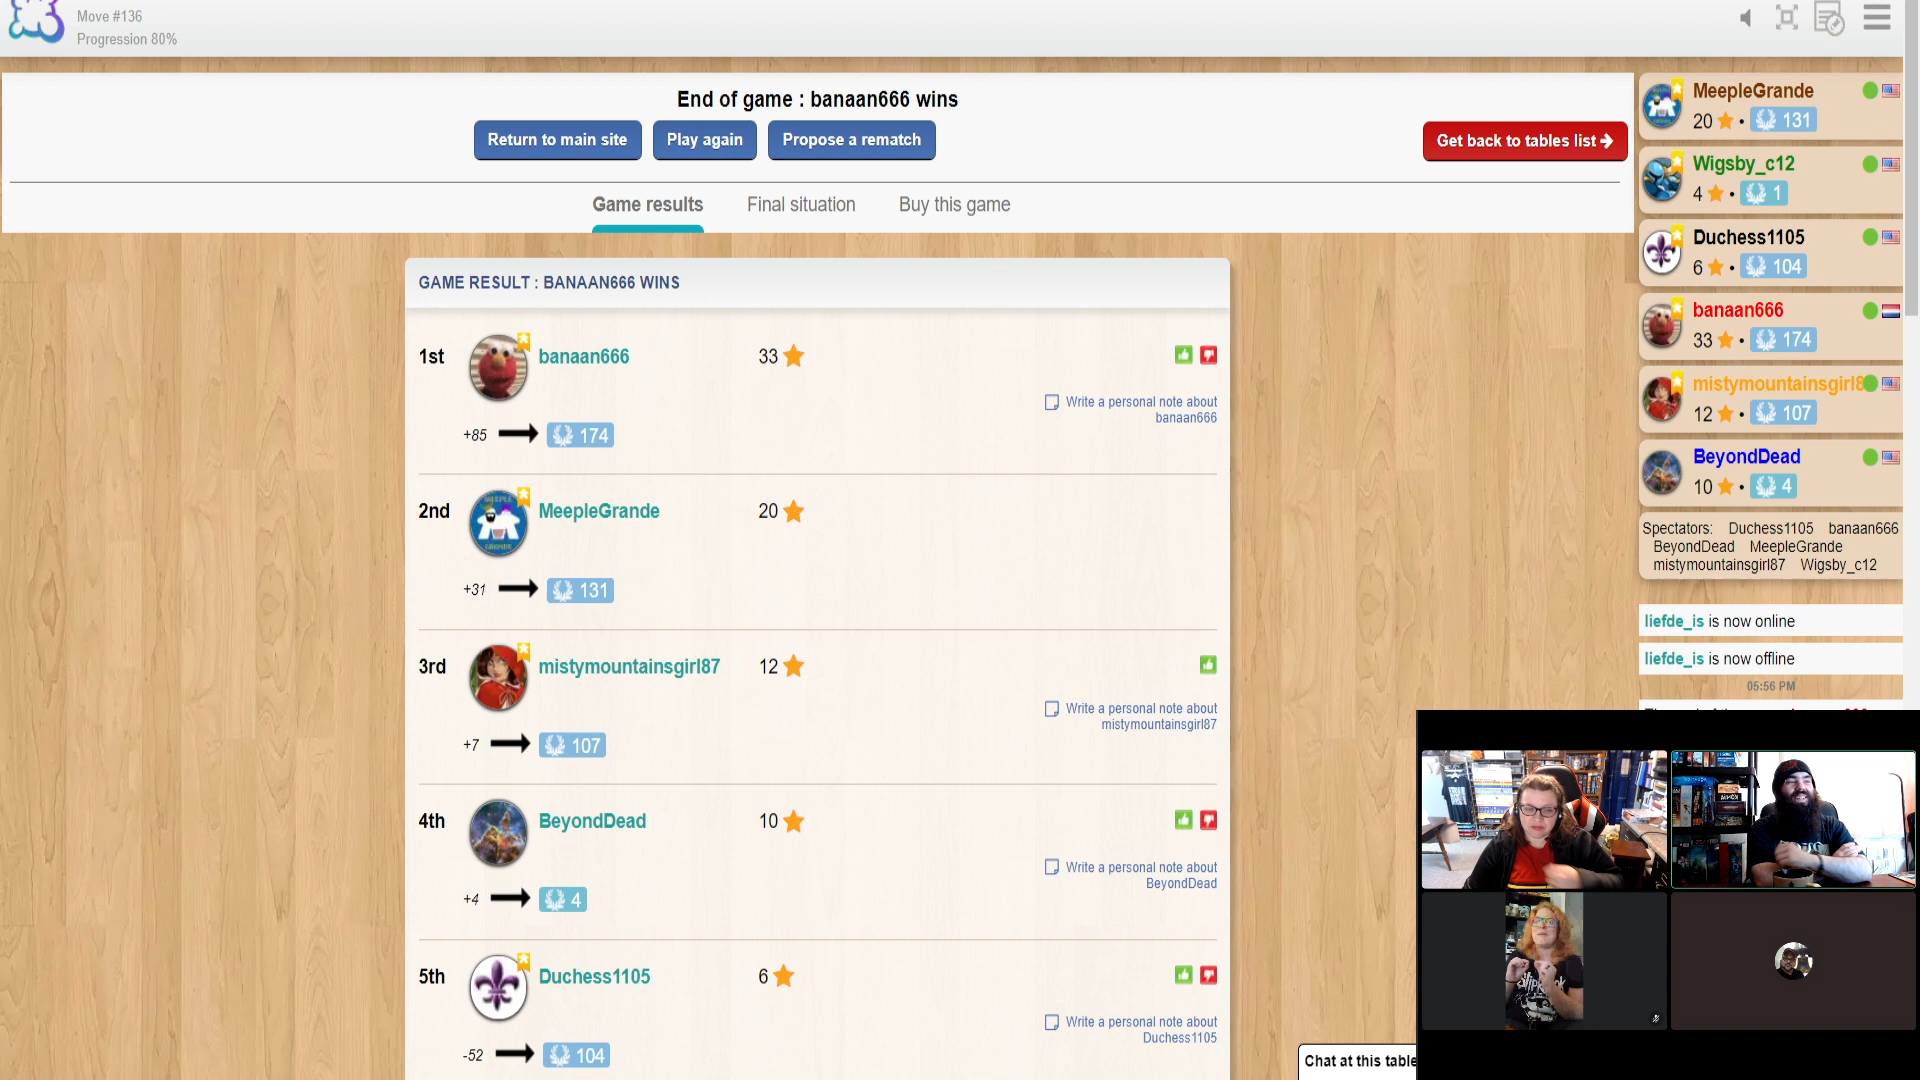 Move #136
Progression 80%
End of game : banaan666 wins
Return to main site
Play again
Propose a rematch
Get back to tables list
Game results
Final situation
Buy this game
GAME RESULT : BANAAN666 WINS
1st
banaan666
33
Write a personal note about
banaan666
+85
174
2nd
MeepleGrande
20
+31
131
3rd
mistymountainsgirl87
12
Write a personal note about
mistymountainsgirl87
+7
107
4th
BeyondDead
10
Write a personal note about
BeyondDead
+4
4
5th
Duchess1105
6
Write a personal note about
Duchess1105
-52
104
MeepleGrande
20 • 131
Wigsby_c12
4 • 1
Duchess1105
6 • 104
banaan666
33 • 174
mistymountainsgirl8
12 • 107
BeyondDead
10 • 4
Spectators: Duchess1105 banaan666
BeyondDead MeepleGrande
mistymountainsgirl87 Wigsby_c12
liefde_is is now online
liefde_is is now offline
05:56 PM
Chat at this table